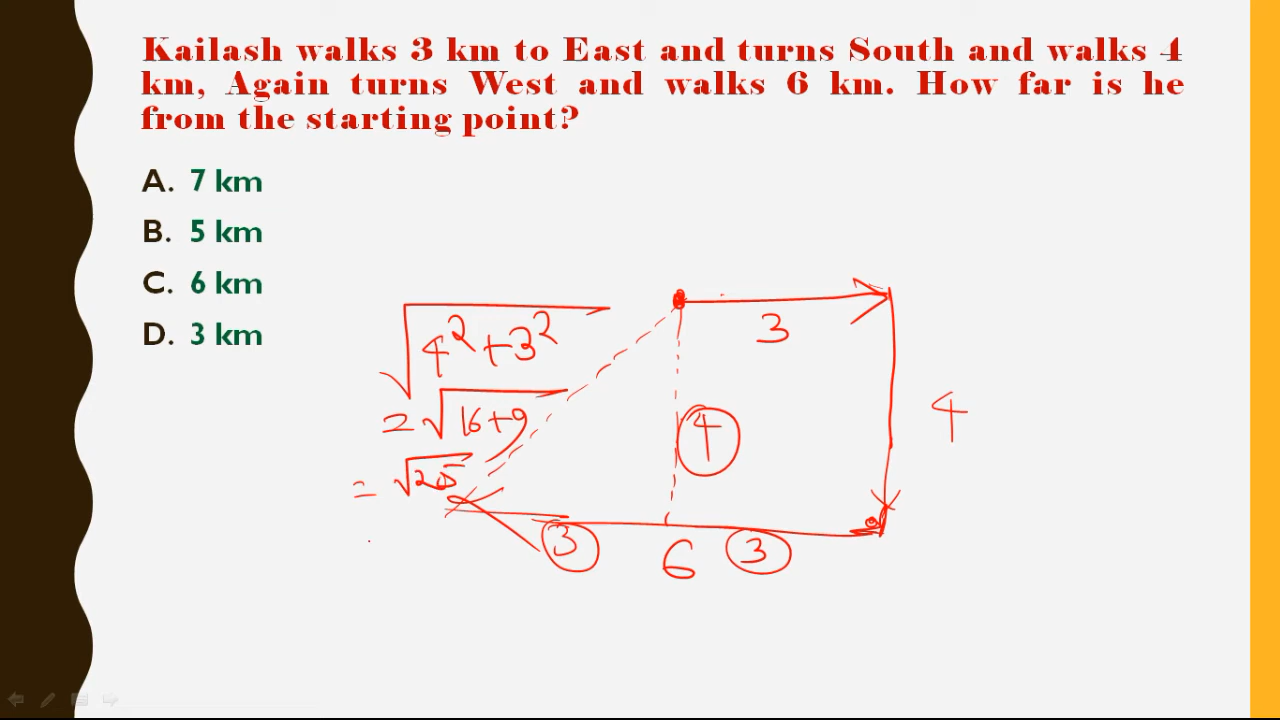 Kailash walks 3 km to East and turns South and walks 4
km, Again turns West and walks 6 km. How far is he
from the starting point?
A. 7 km
B. 5 km
C. 6 km
D. 3 km
3
√4² + 3²
4
4
= √16+9
= √25
3
6
3